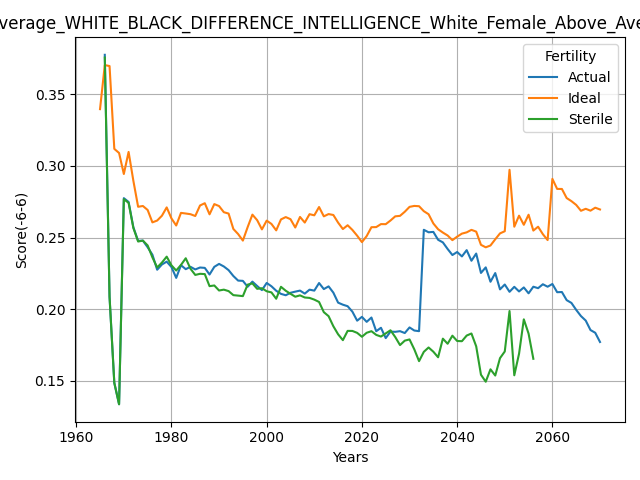 verage_WHITE_BLACK_DIFFERENCE_INTELLIGENCE_White_Female_Above_Ave
Fertility
Actual
Ideal
Sterile
0.35
0.30
0.25
0.20
0.15
Score(-6-6)
1960
1980
2000
2020
2040
2060
Years